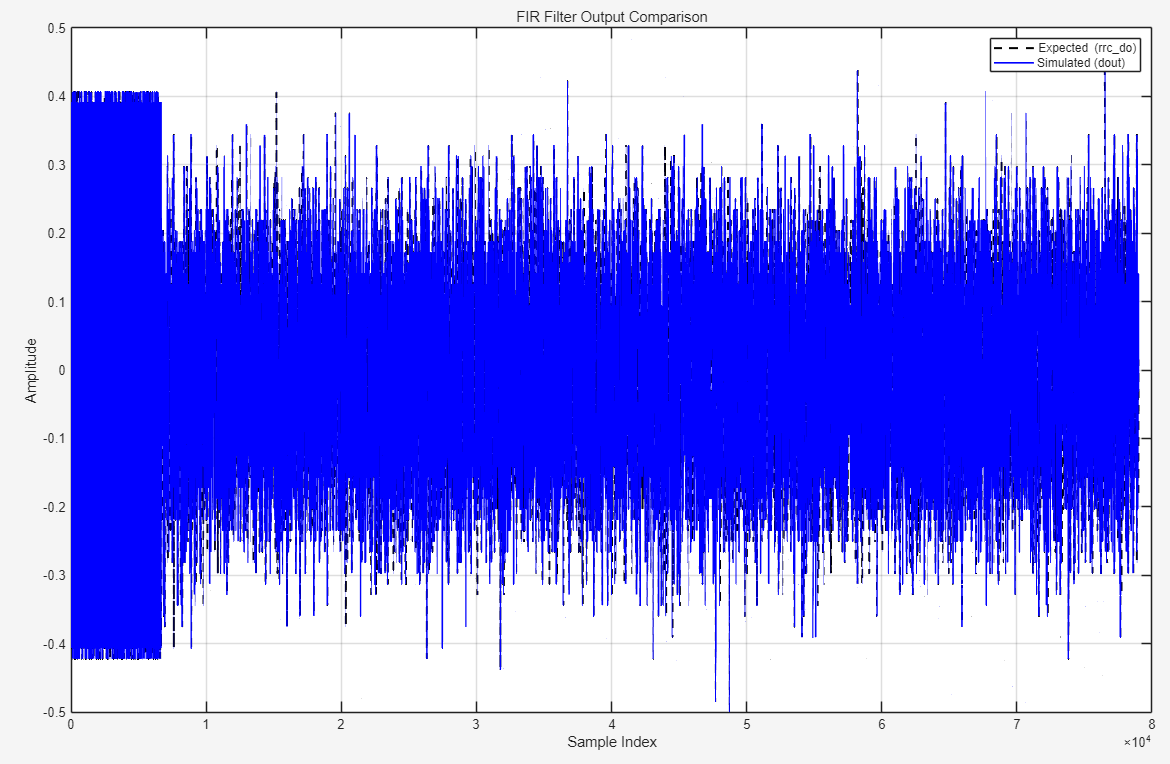 FIR Filter Output Comparison
Expected (rrc_do)
Simulated (dout)
0.5
0.4
0.3
0.2
0.1
0
-0.1
-0.2
-0.3
-0.4
-0.5
Amplitude
0 1 2 3 4 5 6 7 8
Sample Index
×10⁴